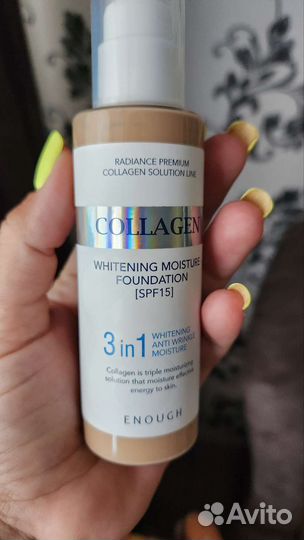 RADIANCE PREMIUM
COLLAGEN SOLUTION LINE
COLLAGEN
WHITENING MOISTURE
FOUNDATION
[SPF15]
3 in 1 WHITENING
ANTI WRINKLE
MOISTURE
Collagen is triple moisturizing
solution that moisture effective
energy to skin.
ENOUGH
Avito